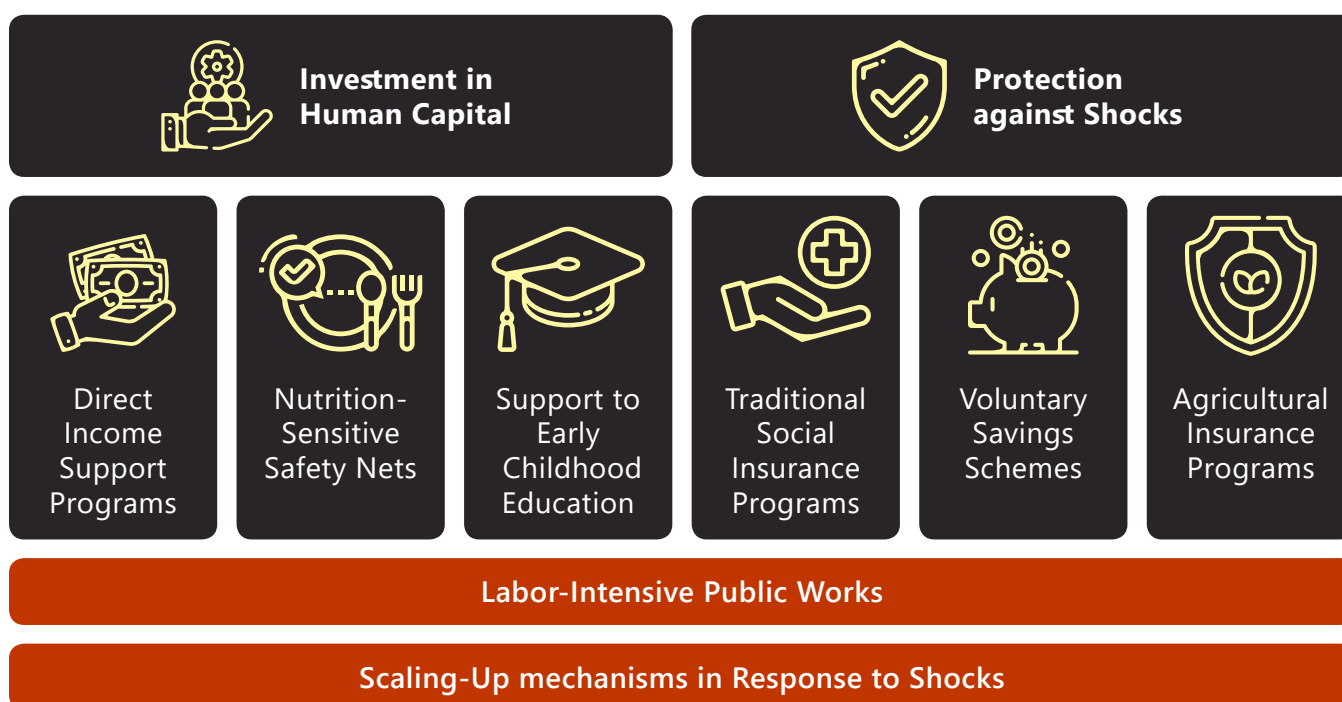 Investment in
Human Capital
Protection
against Shocks
Direct
Income
Support
Programs
Nutrition-
Sensitive
Safety Nets
Support to
Early
Childhood
Education
Traditional
Social
Insurance
Programs
Voluntary
Savings
Schemes
Agricultural
Insurance
Programs
Labor-Intensive Public Works
Scaling-Up mechanisms in Response to Shocks